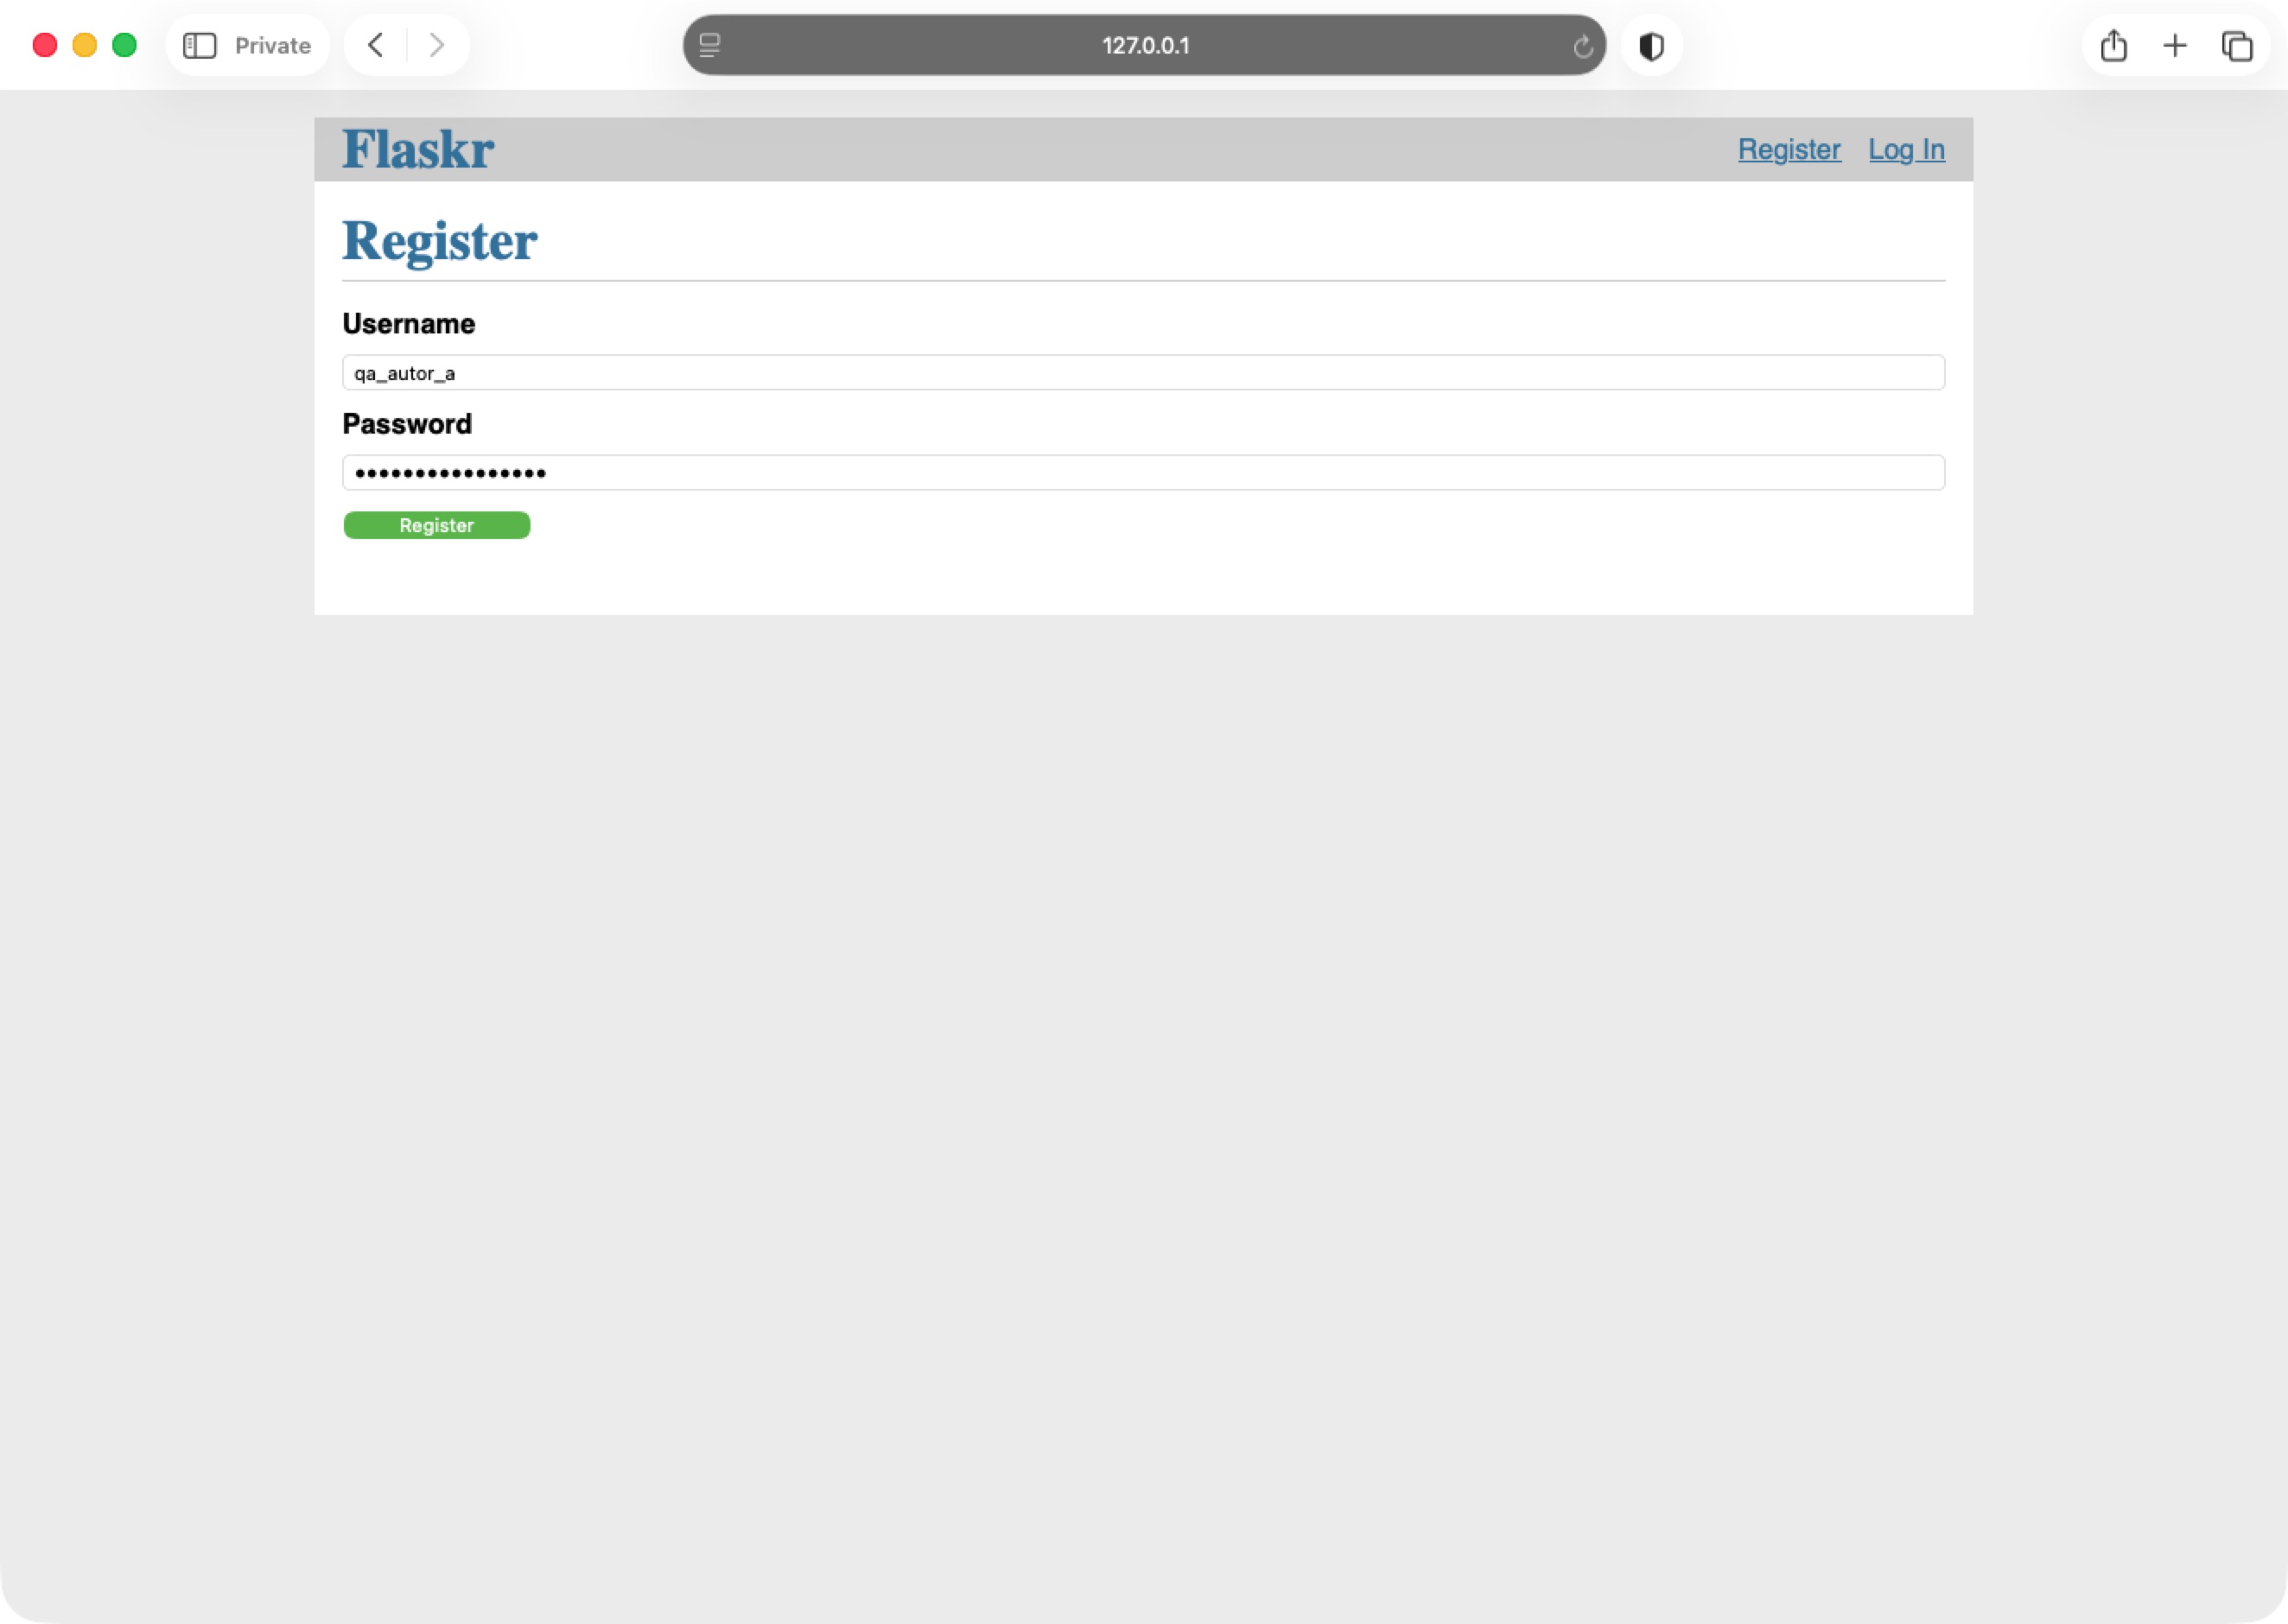 Private
127.0.0.1
Flaskr
Register Log In
Register
Username
qa_autor_a
Password
••••••••••••••••
Register